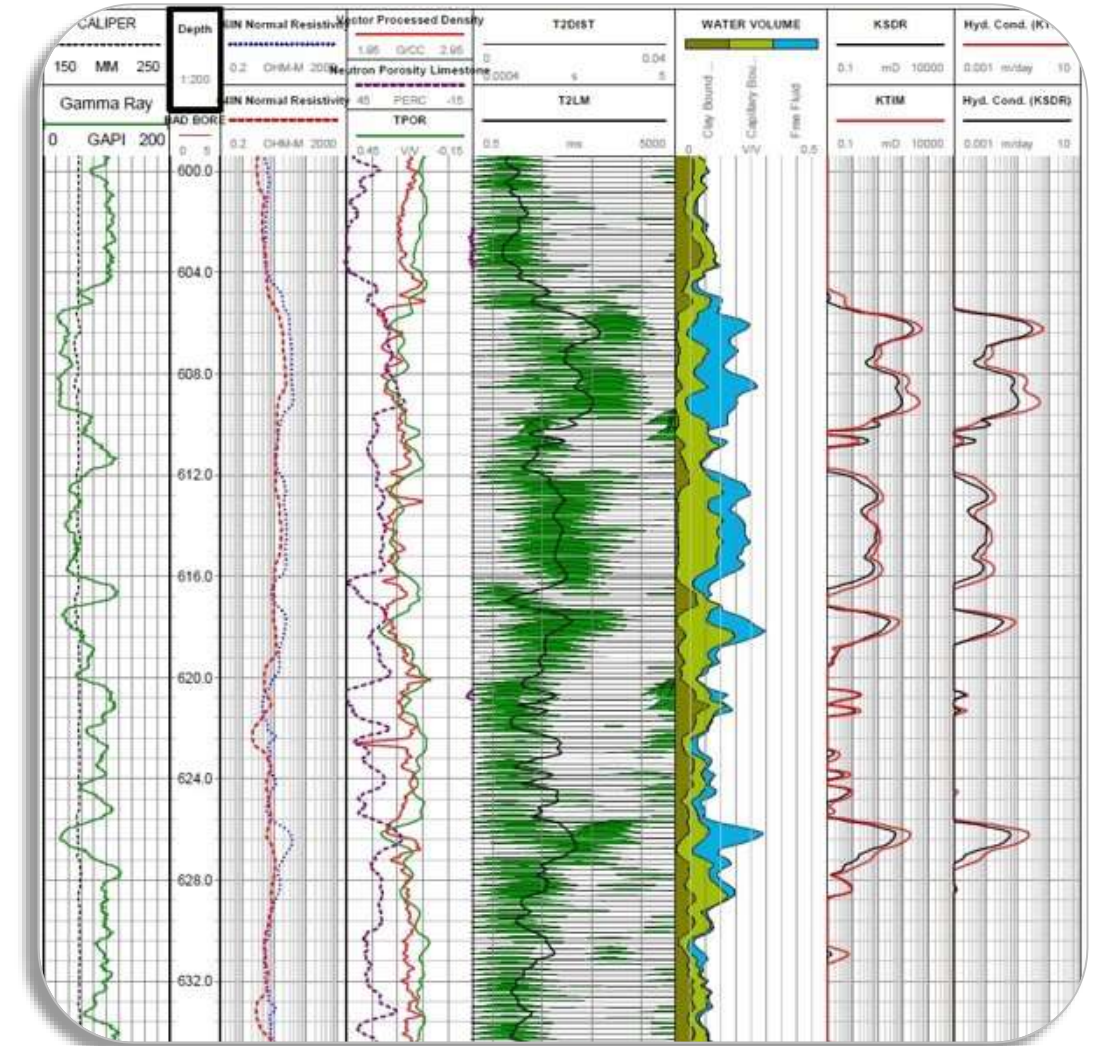 CALIPER
150 MM 250
Gamma Ray
0 GAPI 200
Depth
1:200
BAD BORE
0 5
16IN Normal Resistivity
0.2 OHM-M 2000
64IN Normal Resistivity
0.2 OHM-M 2000
Vector Processed Density
1.95 G/CC 2.95
Neutron Porosity Limestone
45 PERC -15
TPOR
0.45 V/V -0.15
T2DIST
0 0.04
0.0004 s 5
T2LM
0.5 ms 5000
WATER VOLUME
Clay Bound ...
Capilary Bou...
Free Fluid
0 V/V 0.5
KSDR
0.1 mD 10000
KTIM
0.1 mD 10000
Hyd. Cond. (KT
0.001 m/day 10
Hyd. Cond. (KSDR)
0.001 m/day 10
600.0
604.0
608.0
612.0
616.0
620.0
624.0
628.0
632.0